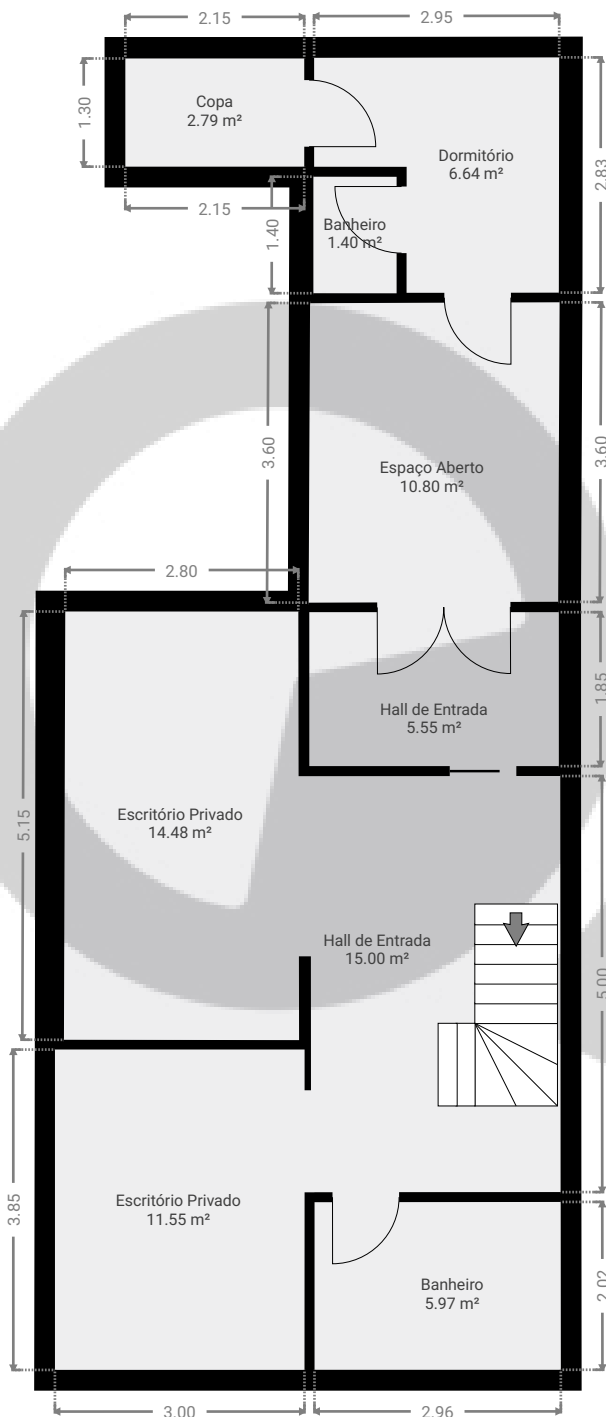 2.15
2.95
1.30
Copa
2.79 m²
Dormitório
6.64 m²
2.83
2.15
1.40
Banheiro
1.40 m²
3.60
Espaço Aberto
10.80 m²
3.60
2.80
Hall de Entrada
5.55 m²
1.85
5.15
Escritório Privado
14.48 m²
Hall de Entrada
15.00 m²
5.00
3.85
Escritório Privado
11.55 m²
Banheiro
5.97 m²
2.02
3.00
2.96